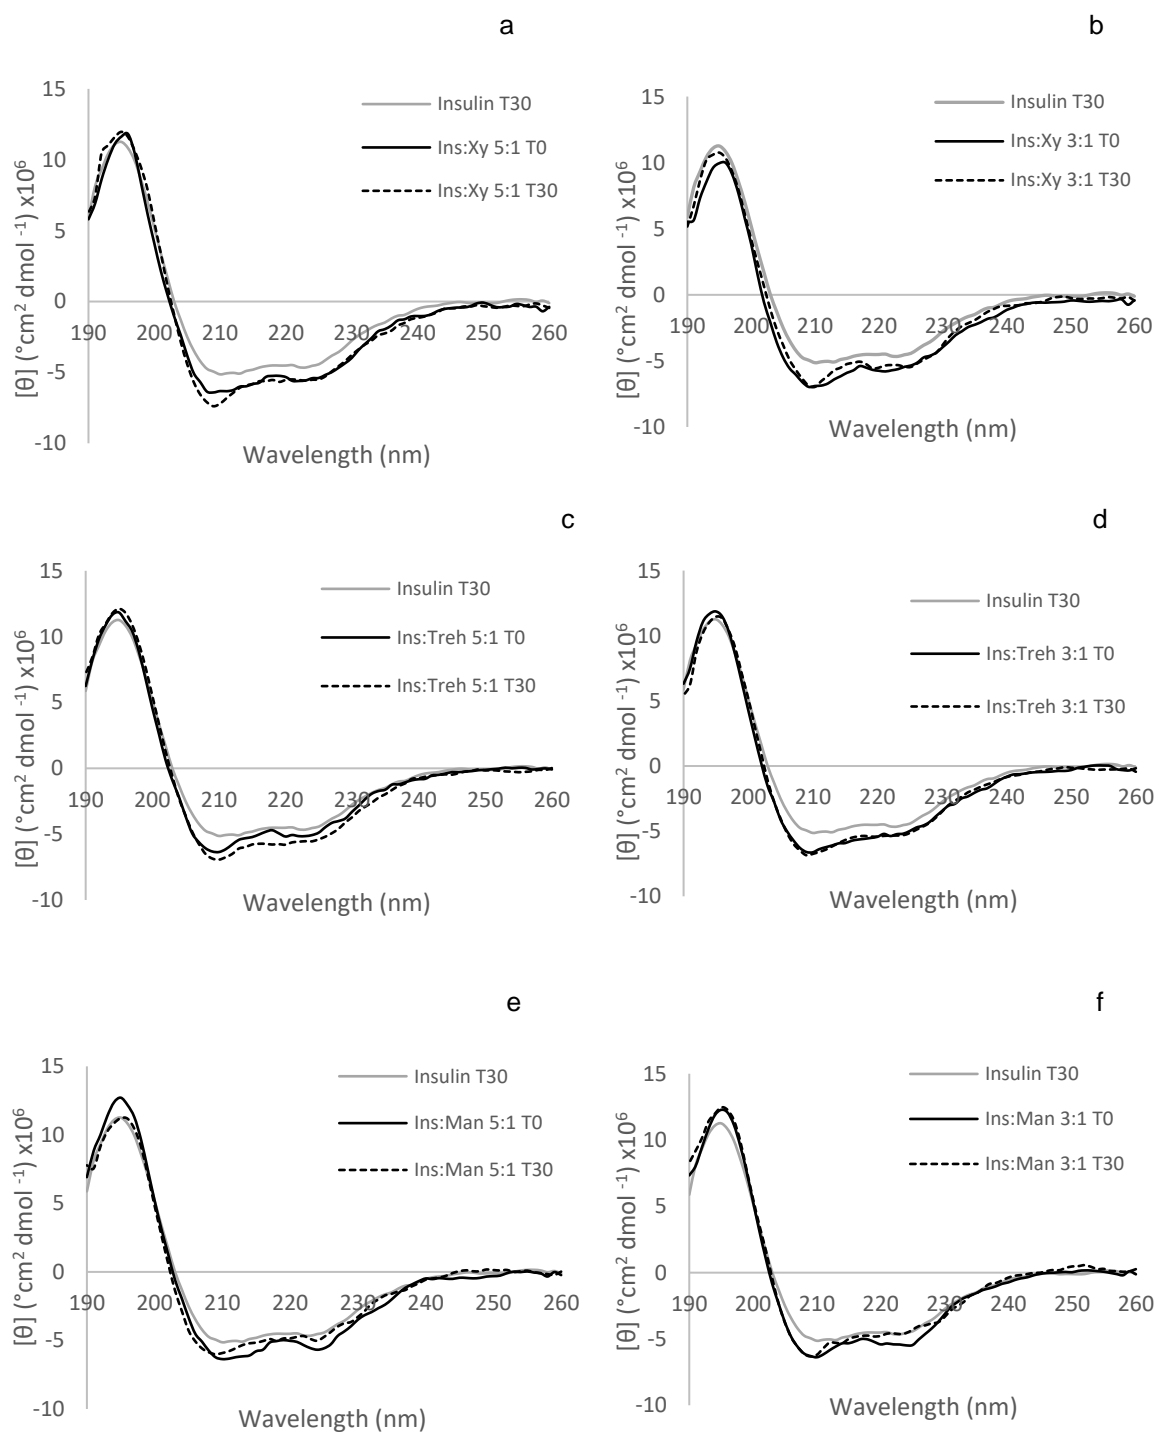 a
15
10
5
0
-5
-10
190 200 210 220 230 240 250 260
[θ] (°cm² dmol ⁻¹) x10⁶
Wavelength (nm)
Insulin T30
Ins:Xy 5:1 T0
Ins:Xy 5:1 T30
b
15
10
5
0
-5
-10
190 200 210 220 230 240 250 260
[θ] (°cm² dmol ⁻¹) x10⁶
Wavelength (nm)
Insulin T30
Ins:Xy 3:1 T0
Ins:Xy 3:1 T30
c
15
10
5
0
-5
-10
190 200 210 220 230 240 250 260
[θ] (°cm² dmol ⁻¹) x10⁶
Wavelength (nm)
Insulin T30
Ins:Treh 5:1 T0
Ins:Treh 5:1 T30
d
15
10
5
0
-5
-10
190 200 210 220 230 240 250 260
[θ] (°cm² dmol ⁻¹) x10⁶
Wavelength (nm)
Insulin T30
Ins:Treh 3:1 T0
Ins:Treh 3:1 T30
e
15
10
5
0
-5
-10
190 200 210 220 230 240 250 260
[θ] (°cm² dmol ⁻¹) x10⁶
Wavelength (nm)
Insulin T30
Ins:Man 5:1 T0
Ins:Man 5:1 T30
f
15
10
5
0
-5
-10
190 200 210 220 230 240 250 260
[θ] (°cm² dmol ⁻¹) x10⁶
Wavelength (nm)
Insulin T30
Ins:Man 3:1 T0
Ins:Man 3:1 T30